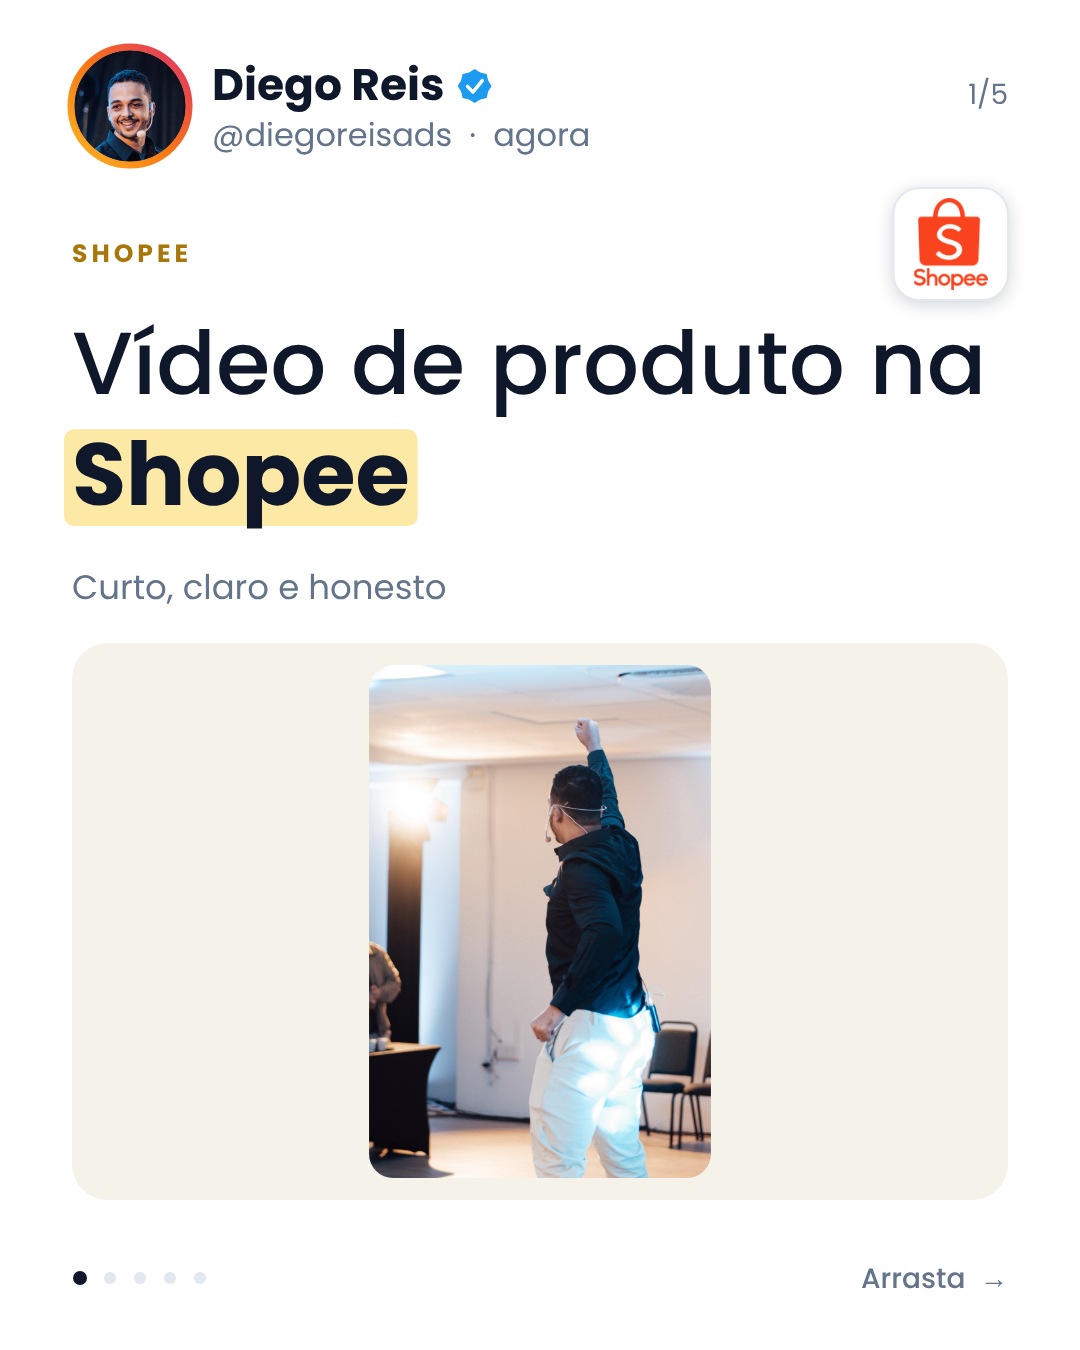 Diego Reis
@diegoreisads · agora
1/5
SHOPEE
S
Shopee
Vídeo de produto na
Shopee
Curto, claro e honesto
Arrasta →